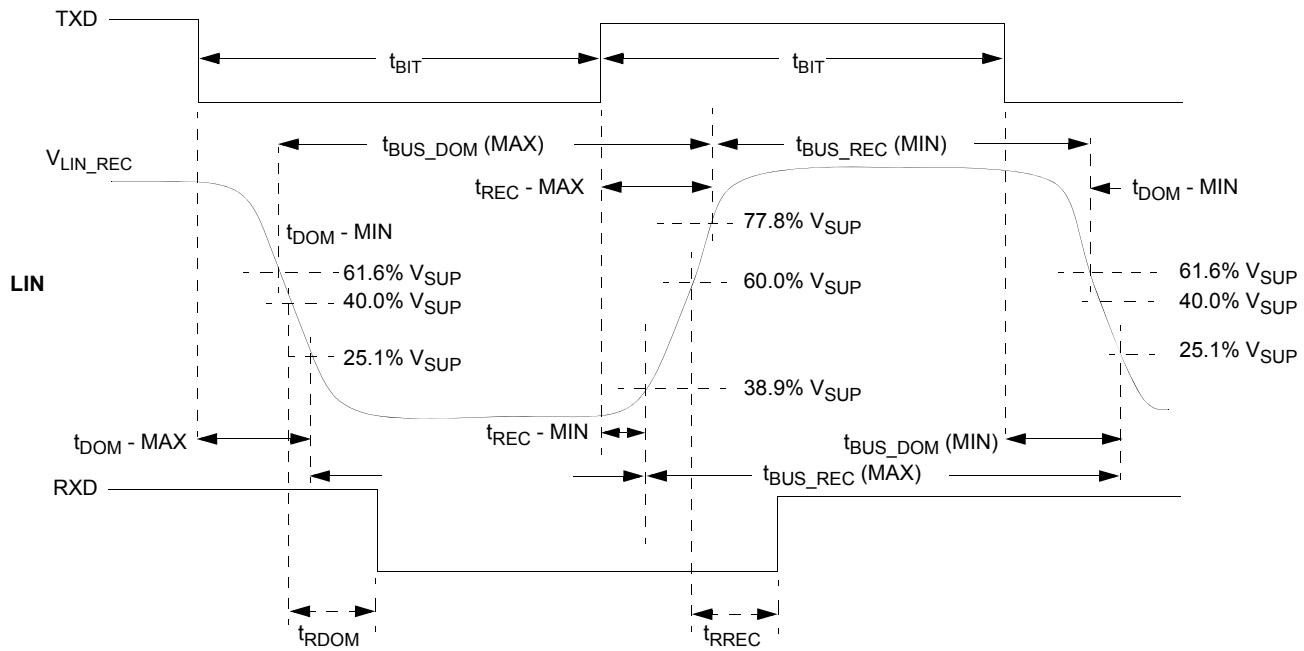 TXD
tBIT
tBIT
tBUS_DOM (MAX)
tBUS_REC (MIN)
VLIN_REC
tREC - MAX
tDOM - MIN
77.8% VSUP
tDOM - MIN
61.6% VSUP
60.0% VSUP
61.6% VSUP
LIN
40.0% VSUP
40.0% VSUP
25.1% VSUP
25.1% VSUP
38.9% VSUP
tDOM - MAX
tREC - MIN
tBUS_DOM (MIN)
tBUS_REC (MAX)
RXD
tRDOM
tRREC